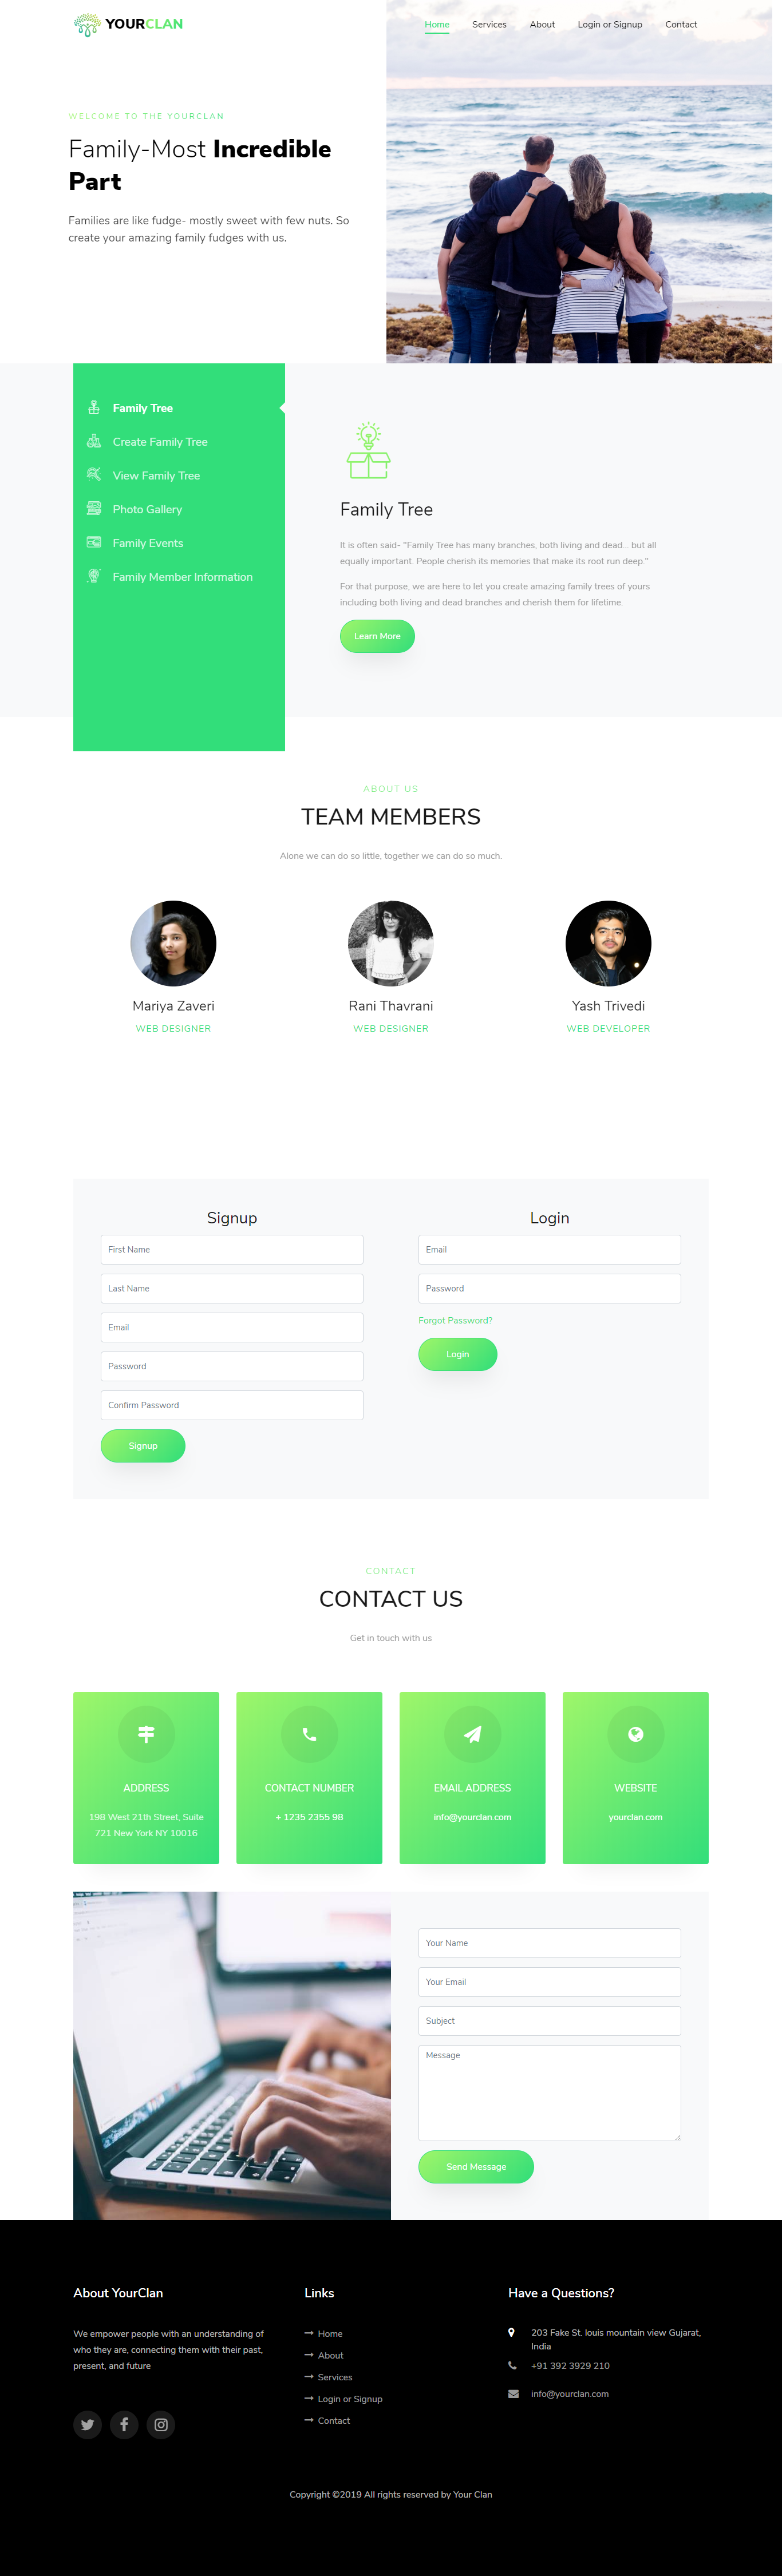 YOURCLAN
Home Services About Login or Signup Contact
WELCOME TO THE YOURCLAN
Family-Most Incredible
Part
Families are like fudge- mostly sweet with few nuts. So
create your amazing family fudges with us.
Family Tree
Create Family Tree
View Family Tree
Photo Gallery
Family Events
Family Member Information
Family Tree
It is often said- "Family Tree has many branches, both living and dead... but all
equally important. People cherish its memories that make its root run deep."
For that purpose, we are here to let you create amazing family trees of yours
including both living and dead branches and cherish them for lifetime.
Learn More
ABOUT US
TEAM MEMBERS
Alone we can do so little, together we can do so much.
Mariya Zaveri
WEB DESIGNER
Rani Thavrani
WEB DESIGNER
Yash Trivedi
WEB DEVELOPER
Signup
First Name
Last Name
Email
Password
Confirm Password
Signup
Login
Email
Password
Forgot Password?
Login
CONTACT
CONTACT US
Get in touch with us
ADDRESS
198 West 21th Street, Suite
721 New York NY 10016
CONTACT NUMBER
+ 1235 2355 98
EMAIL ADDRESS
info@yourclan.com
WEBSITE
yourclan.com
Your Name
Your Email
Subject
Message
Send Message
About YourClan
We empower people with an understanding of
who they are, connecting them with their past,
present, and future
Links
Home
About
Services
Login or Signup
Contact
Have a Questions?
203 Fake St. louis mountain view Gujarat,
India
+91 392 3929 210
info@yourclan.com
Copyright ©2019 All rights reserved by Your Clan